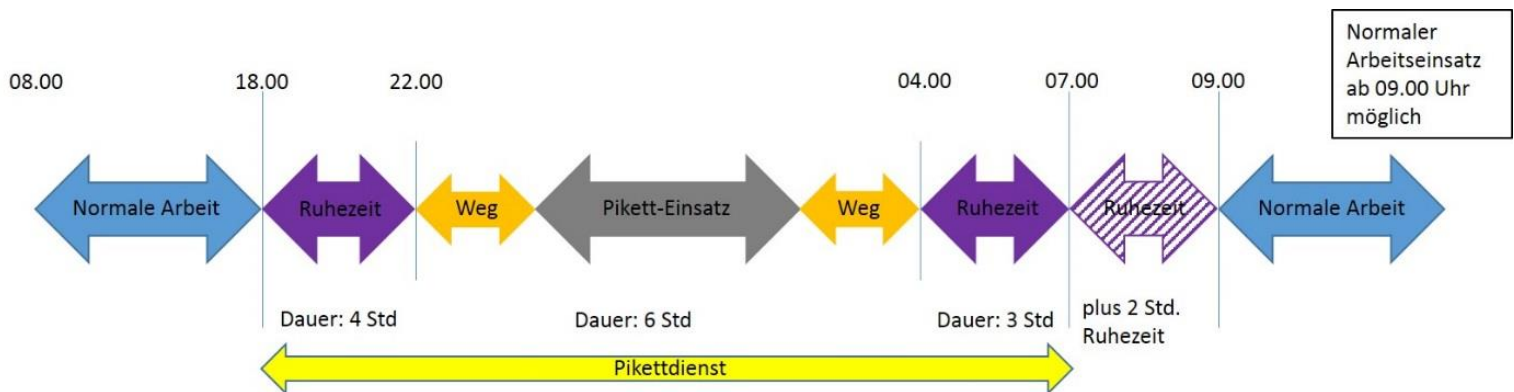 Normaler
Arbeitseinsatz
ab 09.00 Uhr
möglich
08.00
18.00
22.00
04.00
07.00
09.00
Normale Arbeit
Ruhezeit
Weg
Pikett-Einsatz
Weg
Ruhezeit
Ruhezeit
Normale Arbeit
Dauer: 4 Std
Dauer: 6 Std
Dauer: 3 Std
plus 2 Std.
Ruhezeit
Pikettdienst